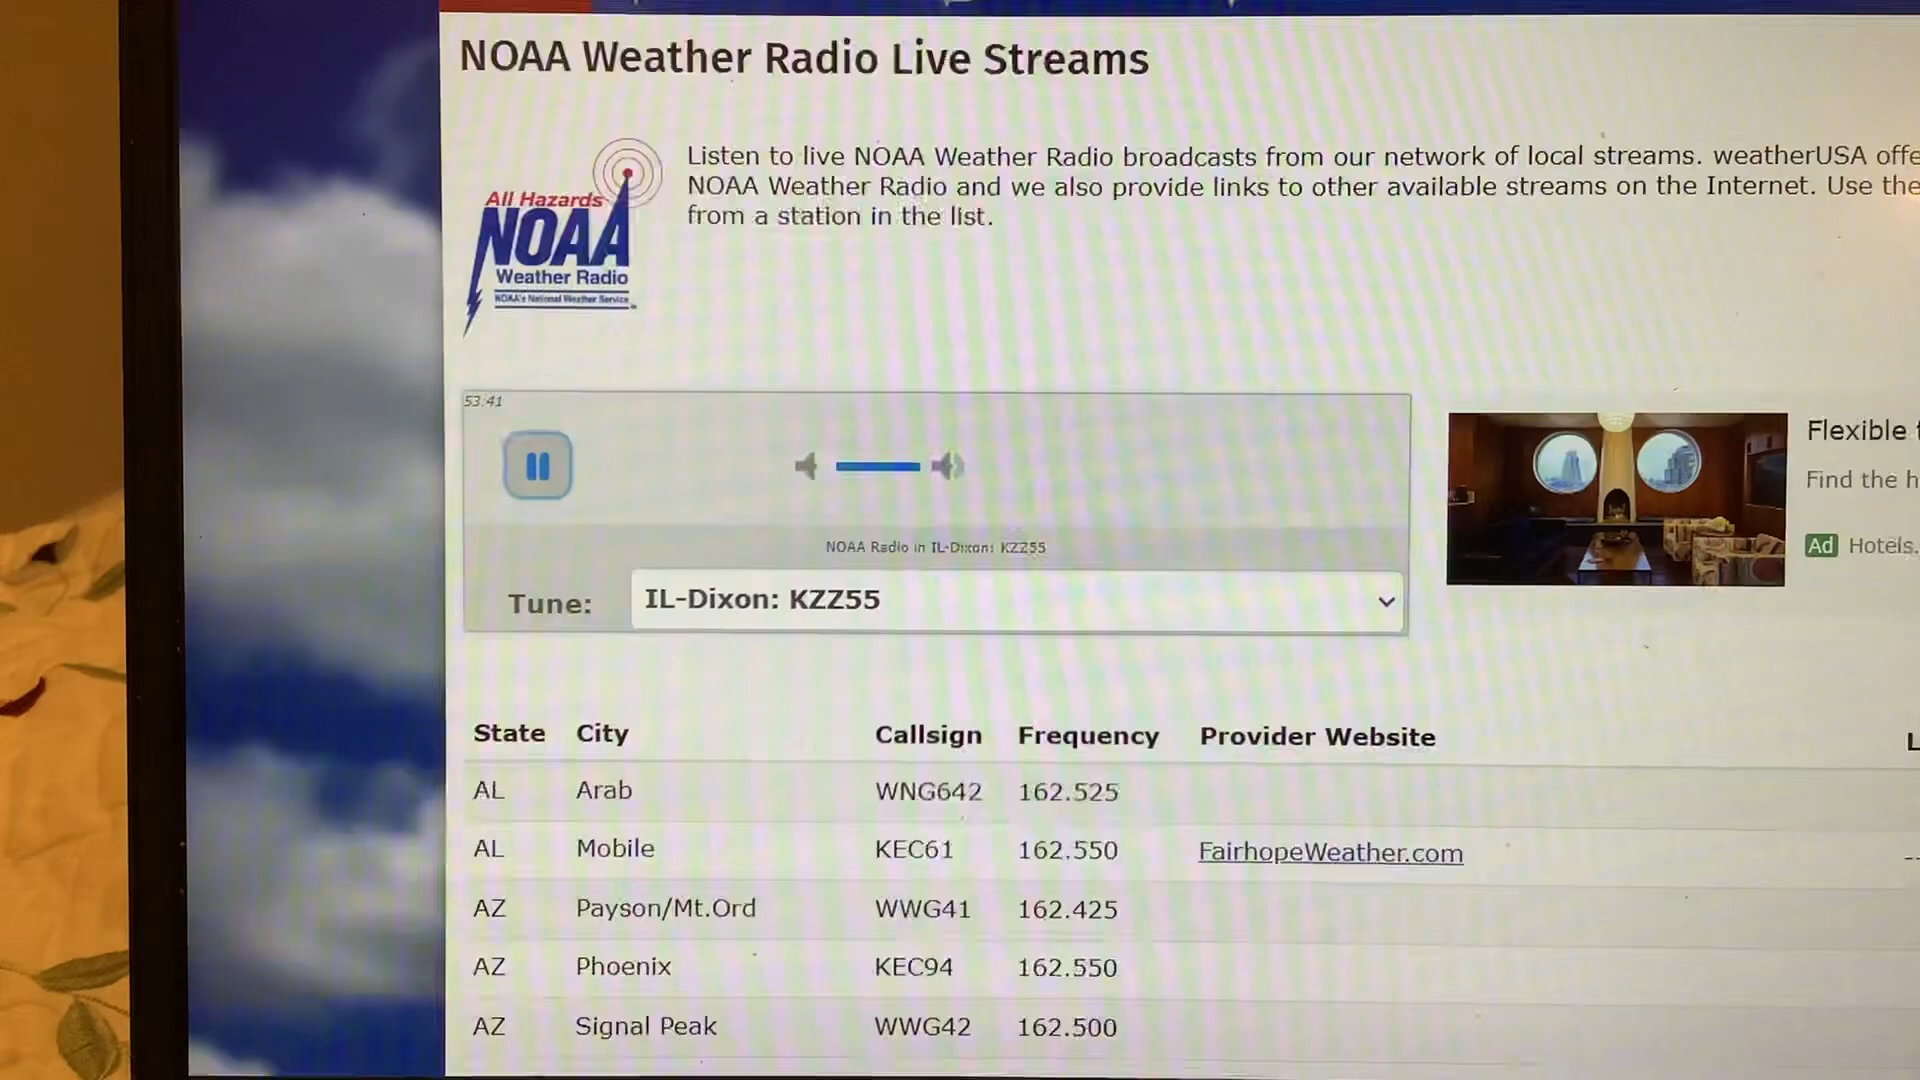 NOAA Weather Radio Live Streams
Listen to live NOAA Weather Radio broadcasts from our network of local streams. weatherUSA offe
NOAA Weather Radio and we also provide links to other available streams on the Internet. Use the
from a station in the list.
All Hazards
NOAA
Weather Radio
NOAA's National Weather Service
53:41
NOAA Radio in IL-Dixon: KZZ55
Tune: IL-Dixon: KZZ55
Flexible
Find the h
Ad Hotels.
State City Callsign Frequency Provider Website L
AL Arab WNG642 162.525
AL Mobile KEC61 162.550 FairhopeWeather.com --
AZ Payson/Mt.Ord WWG41 162.425
AZ Phoenix KEC94 162.550
AZ Signal Peak WWG42 162.500